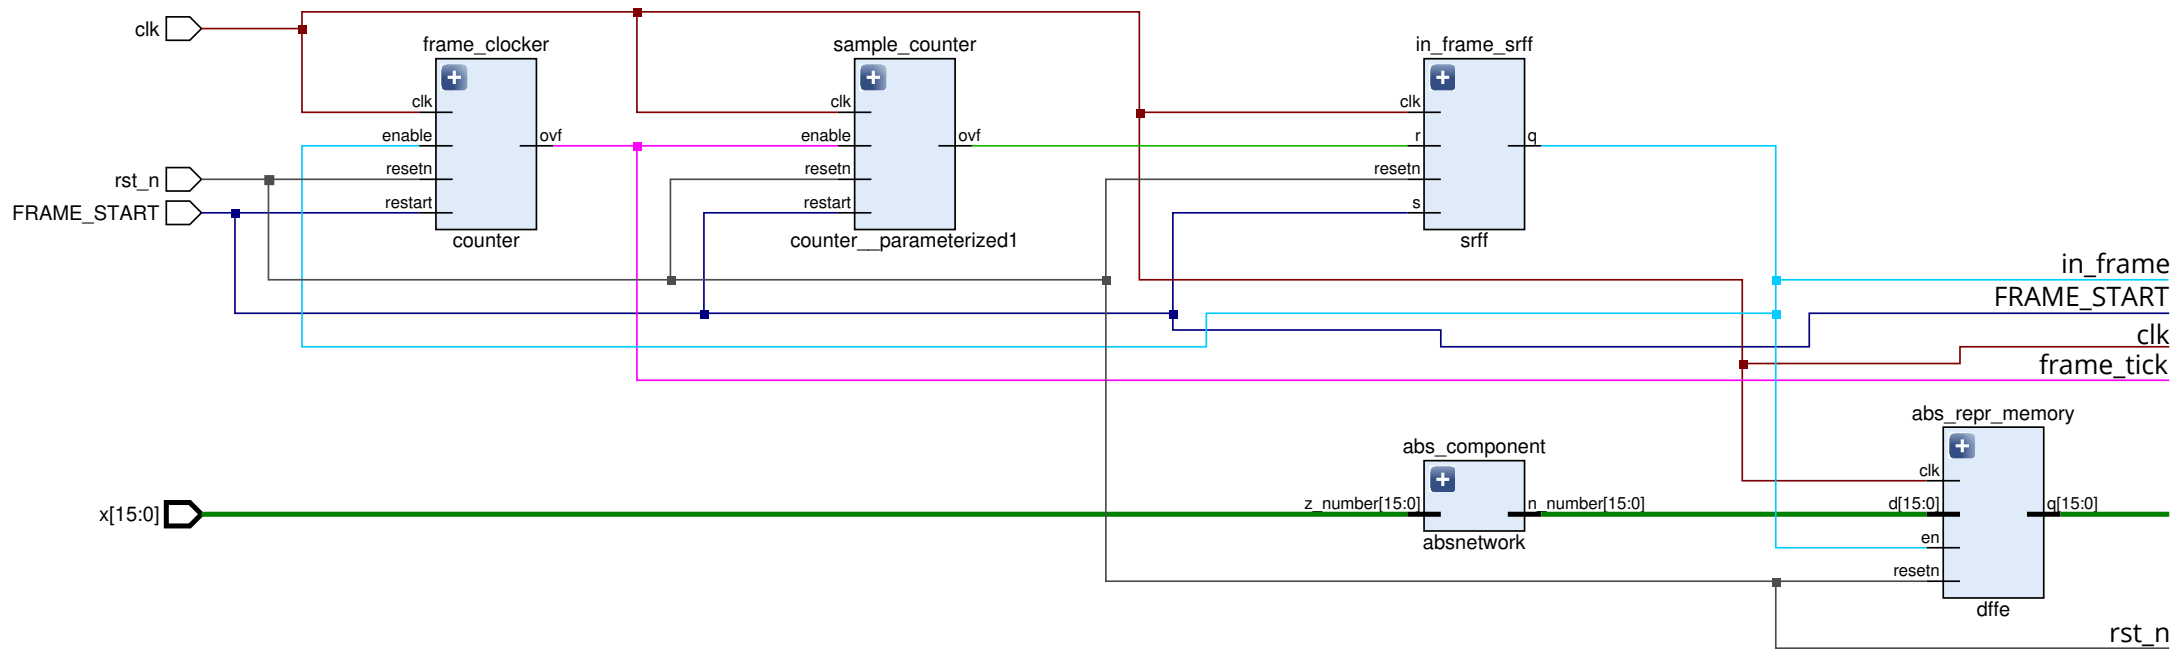 clk
frame_clocker
clk
enable
resetn
restart
ovf
counter
sample_counter
clk
enable
resetn
restart
ovf
counter__parameterized1
in_frame_srff
clk
r
resetn
s
q
srff
rst_n
FRAME_START
in_frame
FRAME_START
clk
frame_tick
x[15:0]
abs_component
z_number[15:0]
n_number[15:0]
absnetwork
abs_repr_memory
clk
d[15:0]
en
resetn
q[15:0]
dffe
rst_n